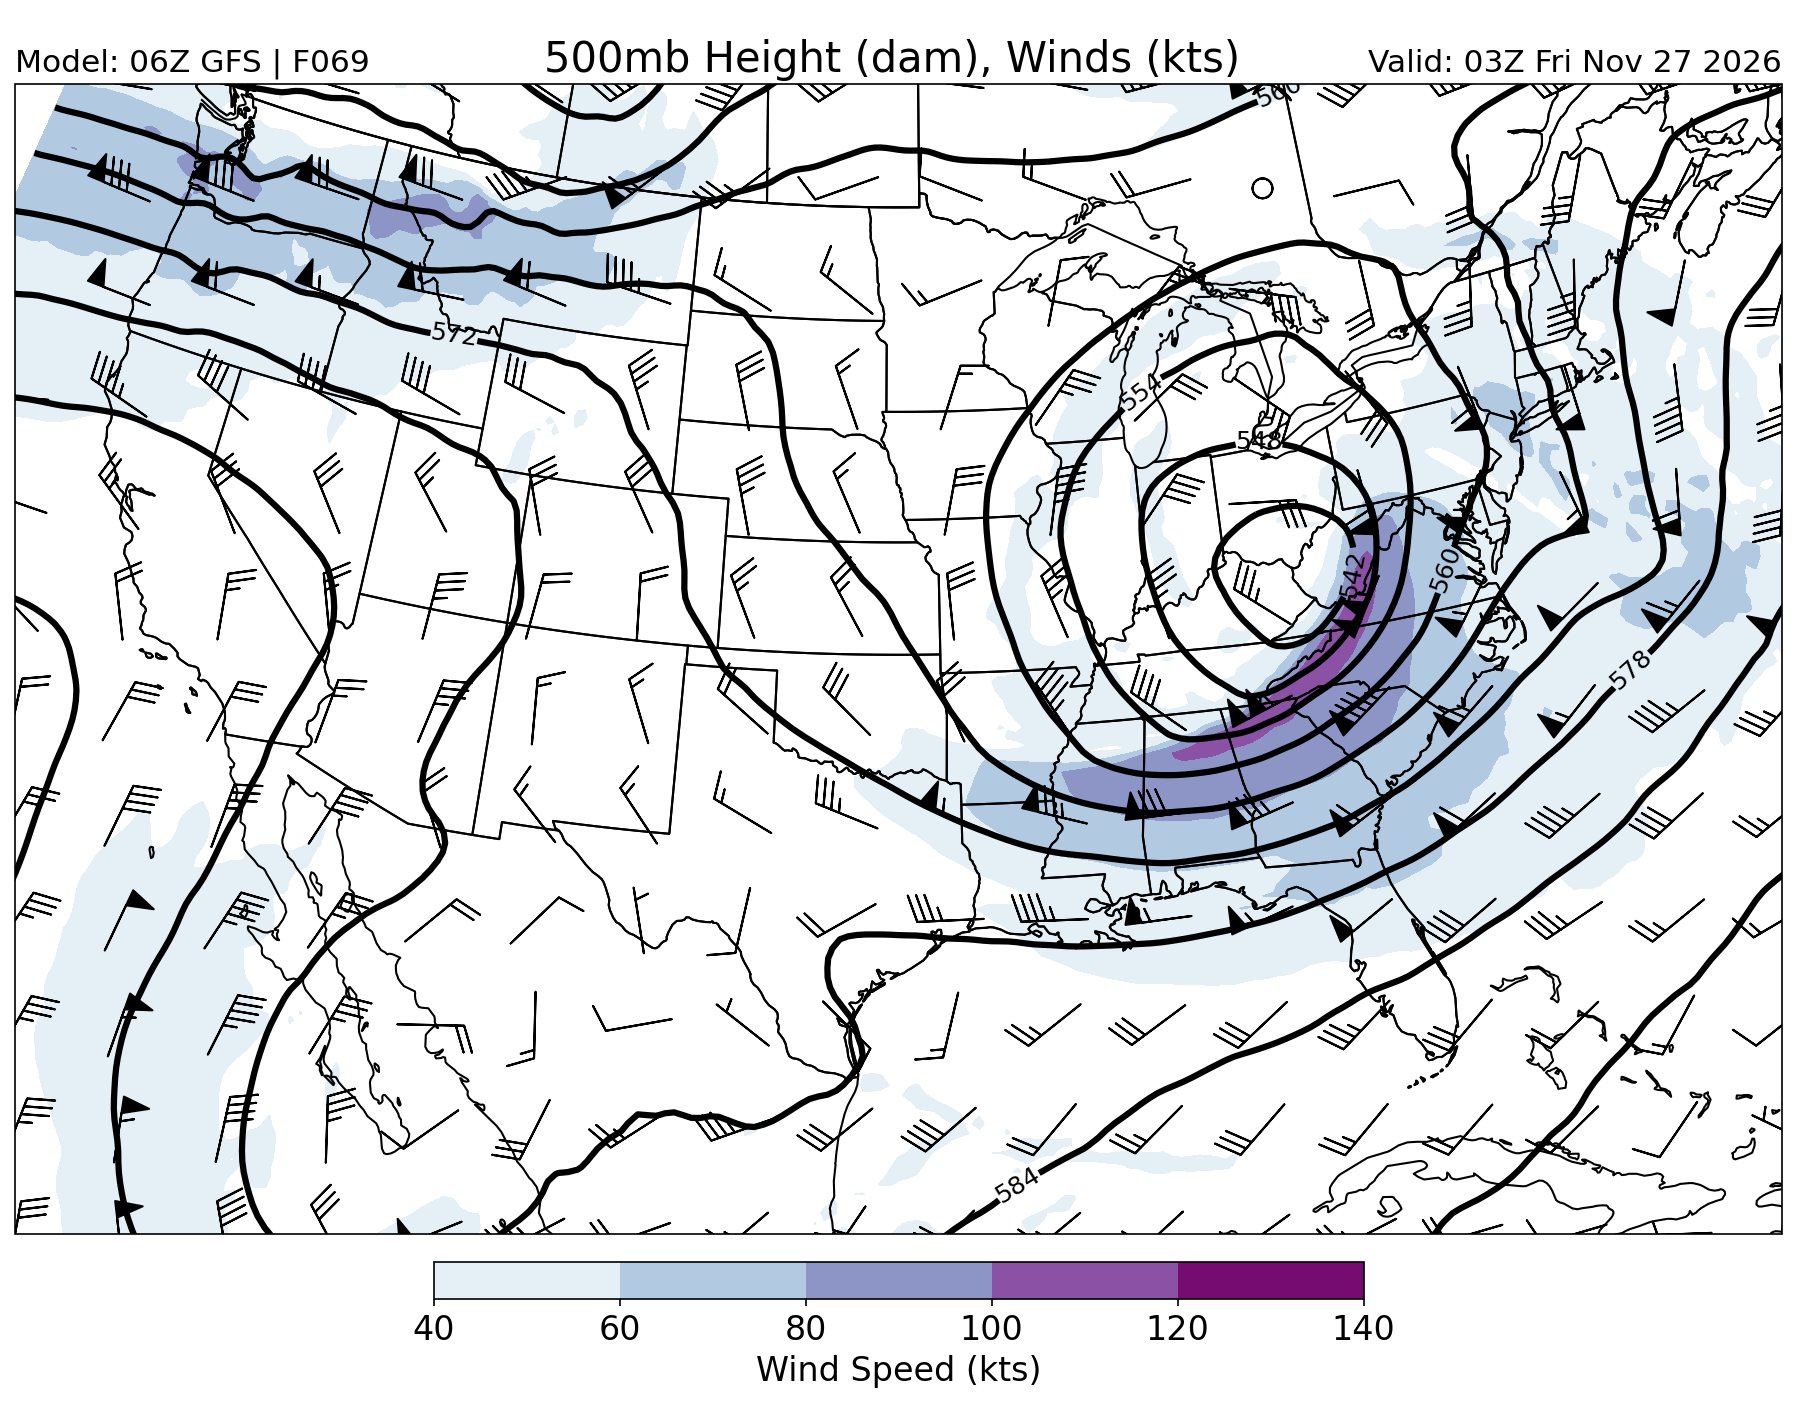 Model: 06Z GFS | F069
500mb Height (dam), Winds (kts)
Valid: 03Z Fri Nov 27 2026
560
572
554
548
542
560
578
584
40 60 80 100 120 140
Wind Speed (kts)